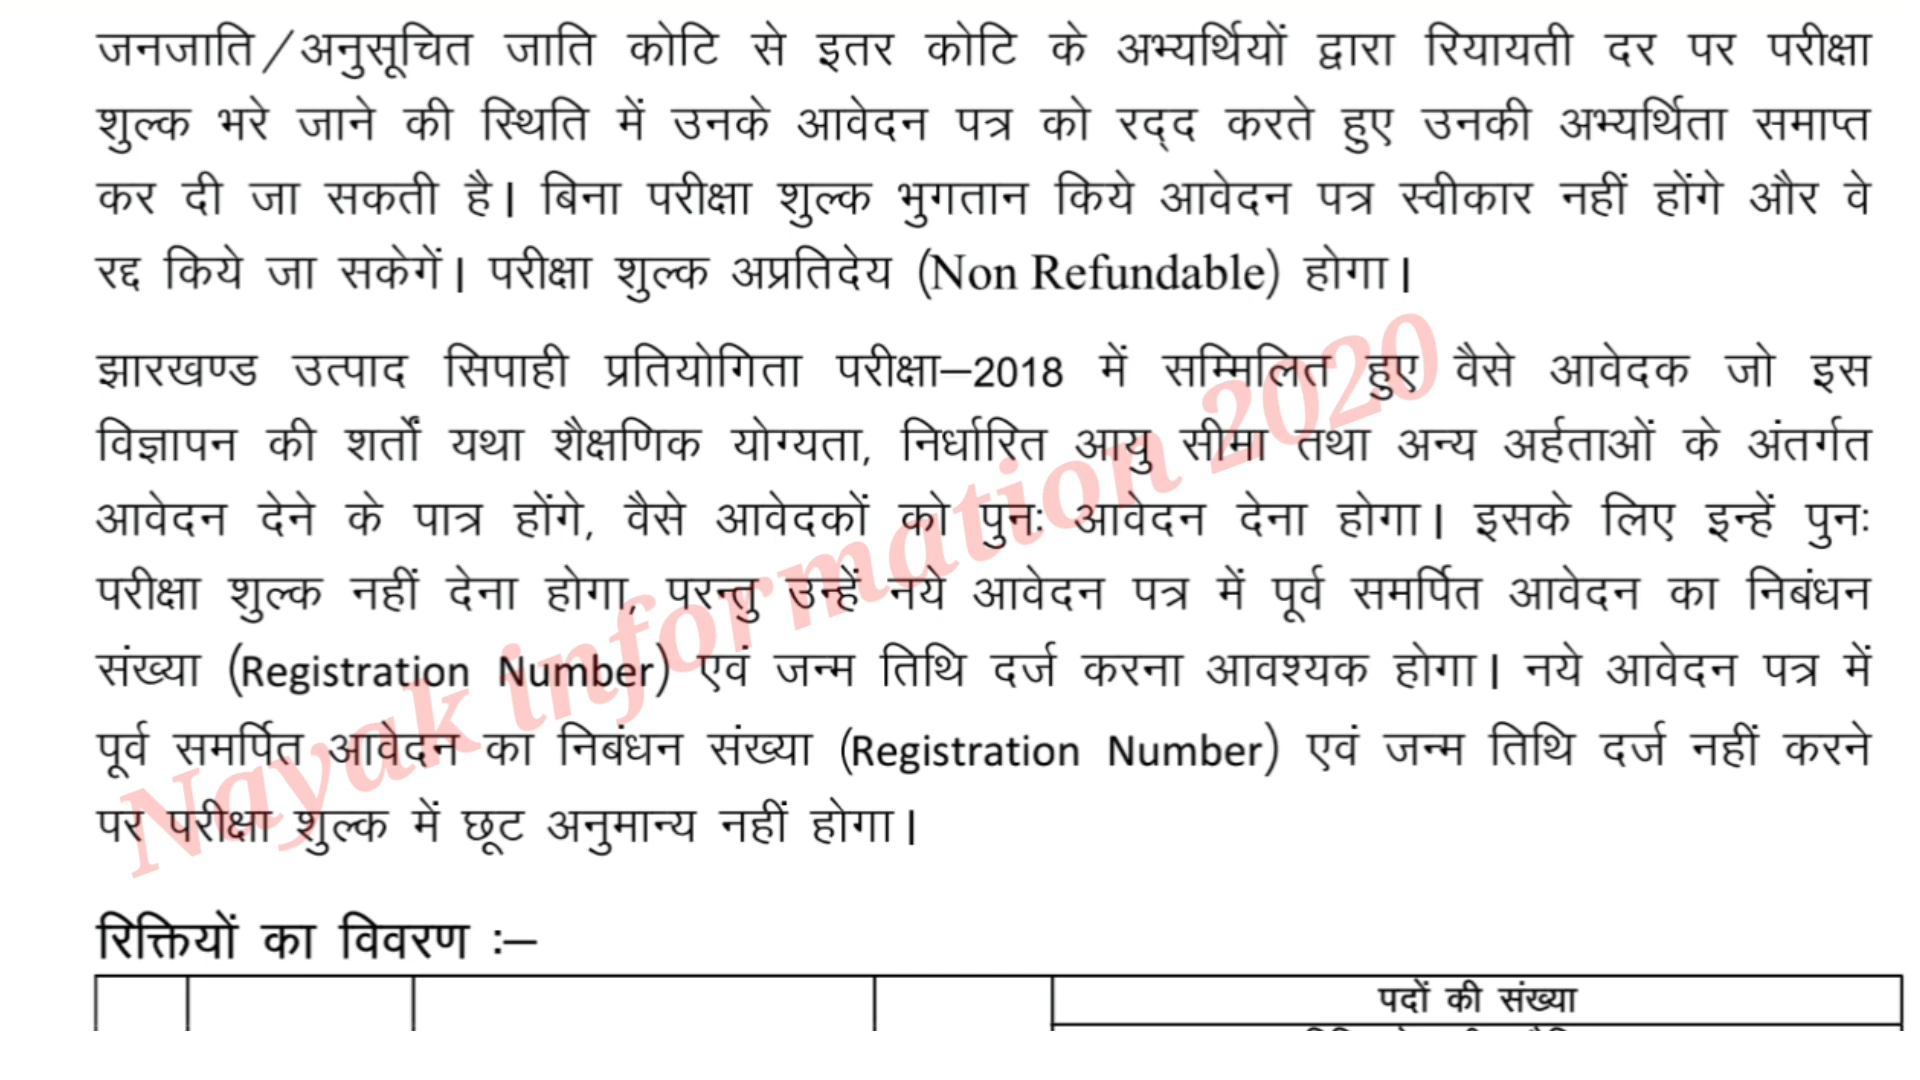 जनजाति/अनुसूचित जाति कोटि से इतर कोटि के अभ्यर्थियों द्वारा रियायती दर पर परीक्षा
शुल्क भरे जाने की स्थिति में उनके आवेदन पत्र को रद्द करते हुए उनकी अभ्यर्थिता समाप्त
कर दी जा सकती है। बिना परीक्षा शुल्क भुगतान किये आवेदन पत्र स्वीकार नहीं होंगे और वे
रद्द किये जा सकेगें। परीक्षा शुल्क अप्रतिदेय (Non Refundable) होगा।
झारखण्ड उत्पाद सिपाही प्रतियोगिता परीक्षा–2018 में सम्मिलित हुए वैसे आवेदक जो इस
विज्ञापन की शर्तों यथा शैक्षणिक योग्यता, निर्धारित आयु सीमा तथा अन्य अर्हताओं के अंतर्गत
आवेदन देने के पात्र होंगे, वैसे आवेदकों को पुनः आवेदन देना होगा। इसके लिए इन्हें पुनः
परीक्षा शुल्क नहीं देना होगा, परन्तु उन्हें नये आवेदन पत्र में पूर्व समर्पित आवेदन का निबंधन
संख्या (Registration Number) एवं जन्म तिथि दर्ज करना आवश्यक होगा। नये आवेदन पत्र में
पूर्व समर्पित आवेदन का निबंधन संख्या (Registration Number) एवं जन्म तिथि दर्ज नहीं करने
पर परीक्षा शुल्क में छूट अनुमान्य नहीं होगा।
Nayak information 2020
रिक्तियों का विवरण :–
पदों की संख्या